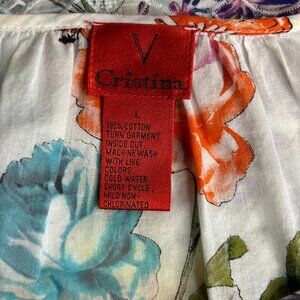 V
Cristina
L
100% COTTON
TURN GARMENT
INSIDE OUT,
MACHINE WASH
WITH LIKE
COLORS,
COLD WATER,
SHORT CYCLE,
MILD NON-
CHLORINATED